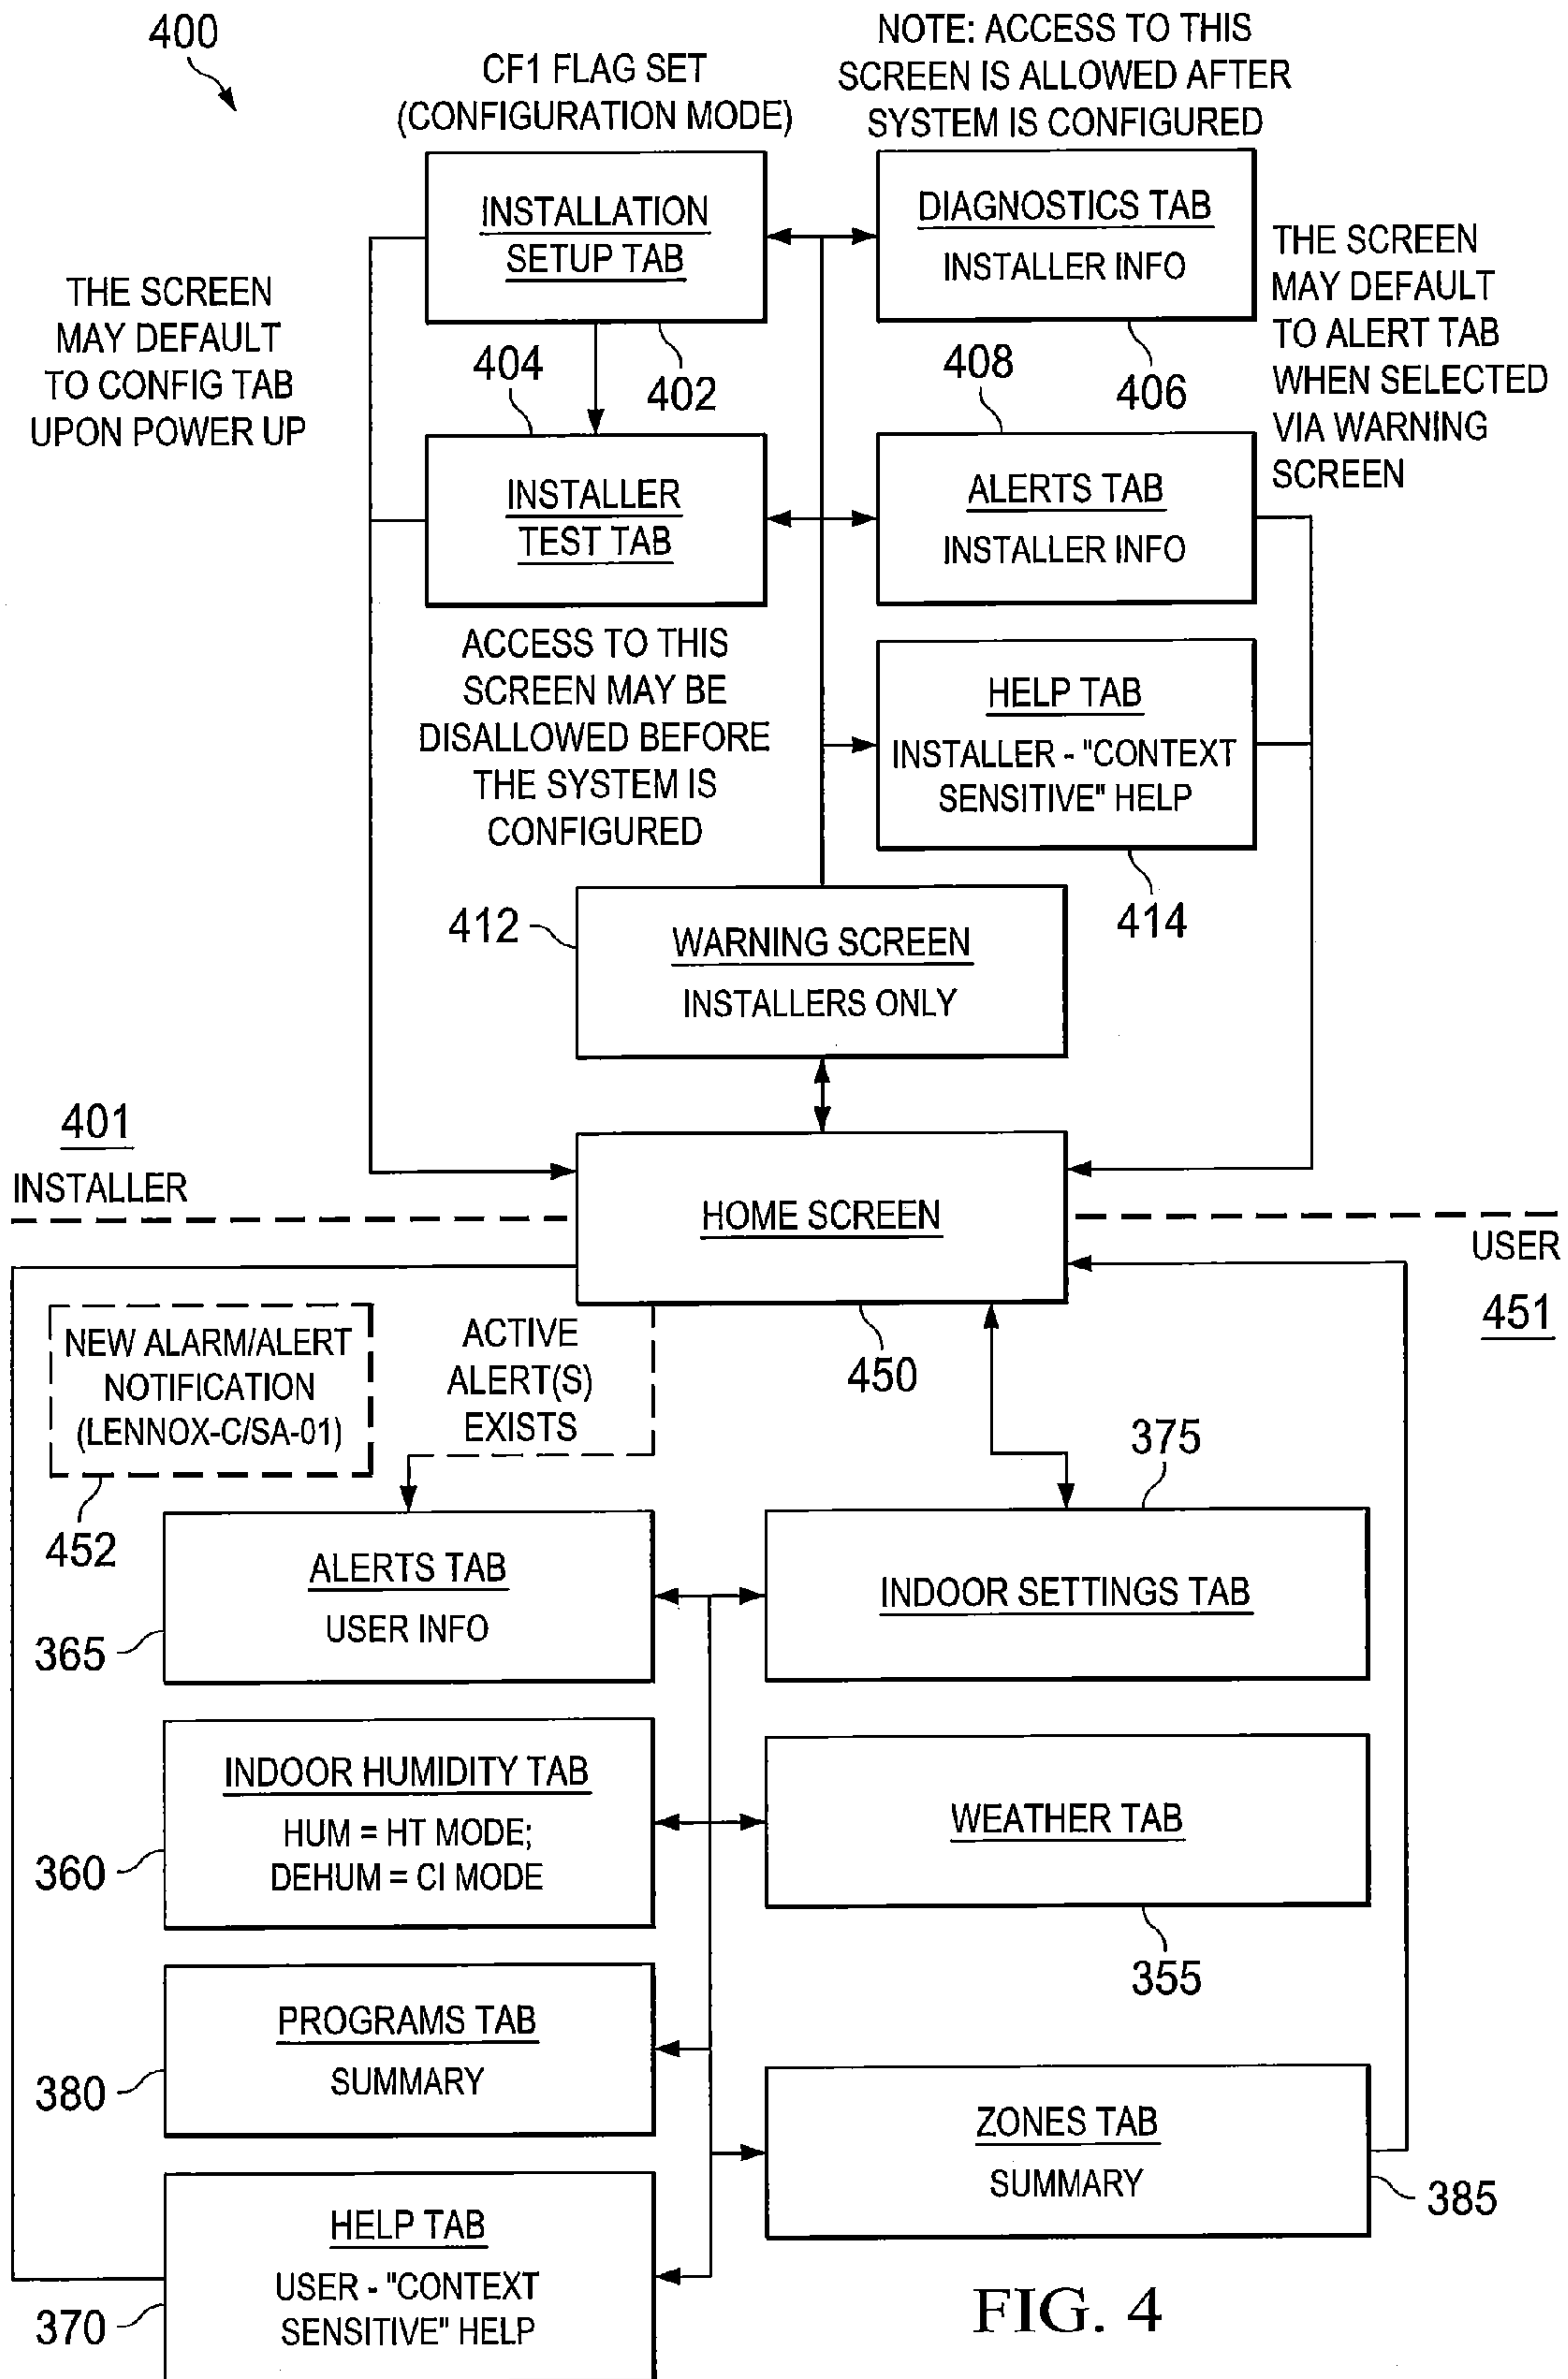 400
CF1 FLAG SET
(CONFIGURATION MODE)
NOTE: ACCESS TO THIS
SCREEN IS ALLOWED AFTER
SYSTEM IS CONFIGURED
INSTALLATION
SETUP TAB
402
DIAGNOSTICS TAB
INSTALLER INFO
406
THE SCREEN
MAY DEFAULT
TO CONFIG TAB
UPON POWER UP
THE SCREEN
MAY DEFAULT
TO ALERT TAB
WHEN SELECTED
VIA WARNING
SCREEN
404
INSTALLER
TEST TAB
408
ALERTS TAB
INSTALLER INFO
ACCESS TO THIS
SCREEN MAY BE
DISALLOWED BEFORE
THE SYSTEM IS
CONFIGURED
HELP TAB
INSTALLER - "CONTEXT
SENSITIVE" HELP
414
412
WARNING SCREEN
INSTALLERS ONLY
401
INSTALLER
HOME SCREEN
450
USER
451
NEW ALARM/ALERT
NOTIFICATION
(LENNOX-C/SA-01)
452
ACTIVE
ALERT(S)
EXISTS
375
ALERTS TAB
USER INFO
365
INDOOR SETTINGS TAB
INDOOR HUMIDITY TAB
HUM = HT MODE;
DEHUM = CI MODE
360
WEATHER TAB
355
PROGRAMS TAB
SUMMARY
380
ZONES TAB
SUMMARY
385
HELP TAB
USER - "CONTEXT
SENSITIVE" HELP
370
FIG. 4